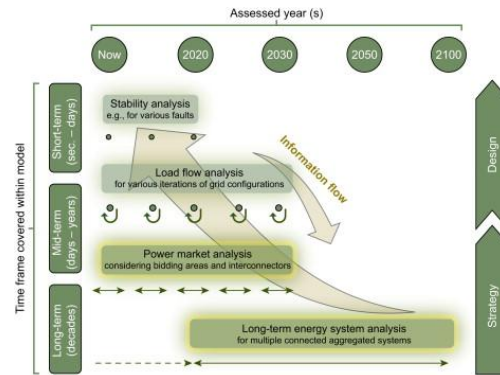 Assessed year (s)
Now
2020
2030
2050
2100
Time frame covered within model
Short-term
(sec. – days)
Mid-term
(days – years)
Long-term
(decades)
Stability analysis
e.g., for various faults
Load flow analysis
for various iterations of grid configurations
Information flow
Power market analysis
considering bidding areas and interconnectors
Long-term energy system analysis
for multiple connected aggregated systems
Design
Strategy